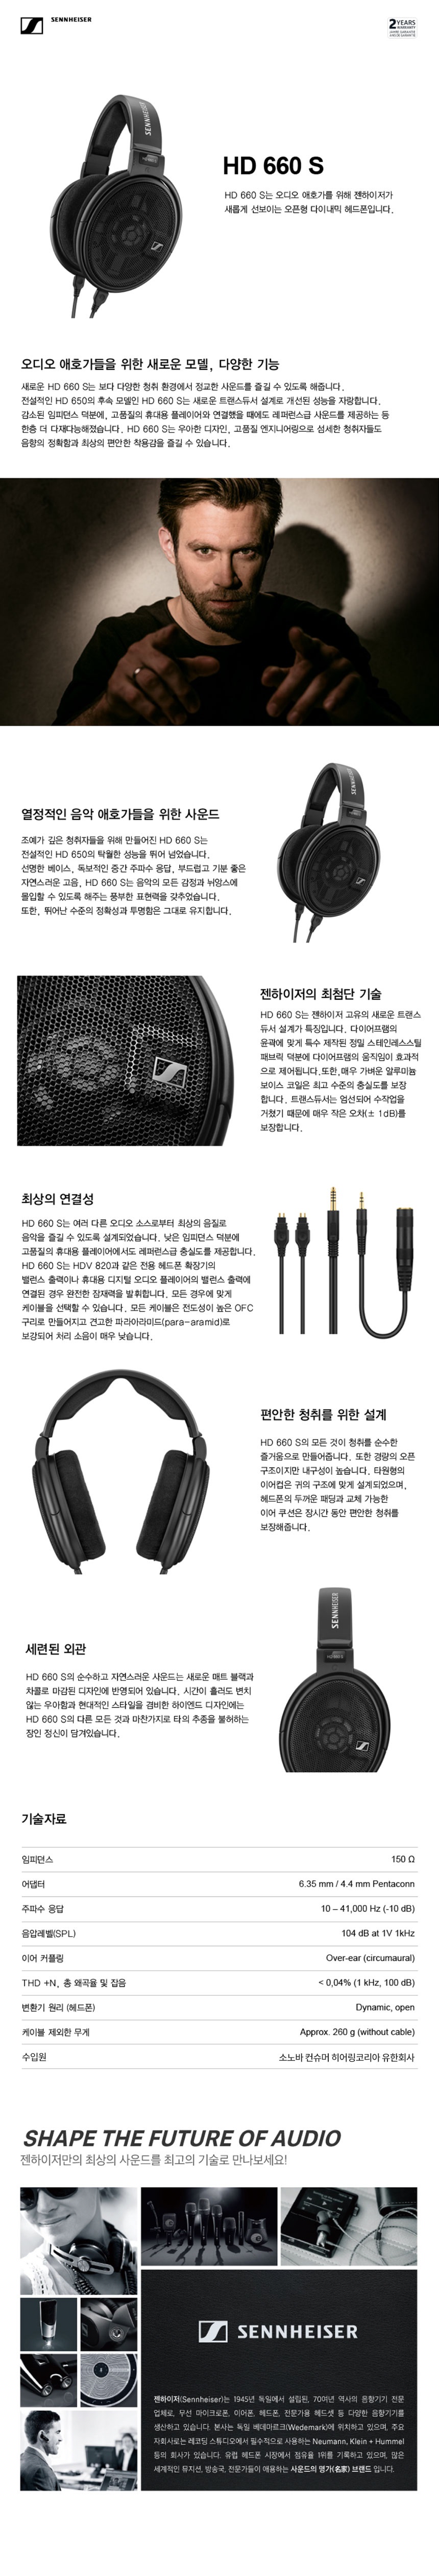 SENNHEISER
2 YEARS
WARRANTY
HD 660 S
HD 660 S는 오디오 애호가를 위해 젠하이저가
새롭게 선보이는 오픈형 다이내믹 헤드폰입니다.
오디오 애호가들을 위한 새로운 모델, 다양한 기능
새로운 HD 660 S는 보다 다양한 청취 환경에서 정교한 사운드를 즐길 수 있도록 해줍니다.
전설적인 HD 650의 후속 모델인 HD 660 S는 새로운 트랜스듀서 설계로 개선된 성능을 자랑합니다.
감소된 임피던스 덕분에, 고품질의 휴대용 플레이어와 연결했을 때에도 레퍼런스급 사운드를 제공하는 등
한층 더 다재다능해졌습니다. HD 660 S는 우아한 디자인, 고품질 엔지니어링으로 섬세한 청취자들도
음향의 정확함과 최상의 편안한 착용감을 즐길 수 있습니다.
열정적인 음악 애호가들을 위한 사운드
조예가 깊은 청취자들을 위해 만들어진 HD 660 S는
전설적인 HD 650의 탁월한 성능을 뛰어 넘었습니다.
선명한 베이스, 독보적인 중간 주파수 응답, 부드럽고 기분 좋은
자연스러운 고음, HD 660 S는 음악의 모든 감정과 뉘앙스에
몰입할 수 있도록 해주는 풍부한 표현력을 갖추었습니다.
또한, 뛰어난 수준의 정확성과 투명함은 그대로 유지합니다.
젠하이저의 최첨단 기술
HD 660 S는 젠하이저 고유의 새로운 트랜스
듀서 설계가 특징입니다. 다이어프램의
윤곽에 맞게 특수 제작된 정밀 스테인레스스틸
패브릭 덕분에 다이어프램의 움직임이 효과적
으로 제어됩니다.또한,매우 가벼운 알루미늄
보이스 코일은 최고 수준의 충실도를 보장
합니다. 트랜스듀서는 엄선되어 수작업을
거쳤기 때문에 매우 작은 오차(± 1dB)를
보장합니다.
최상의 연결성
HD 660 S는 여러 다른 오디오 소스로부터 최상의 음질로
음악을 즐길 수 있도록 설계되었습니다. 낮은 임피던스 덕분에
고품질의 휴대용 플레이어에서도 레퍼런스급 충실도를 제공합니다.
HD 660 S는 HDV 820과 같은 전용 헤드폰 확장기의
밸런스 출력이나 휴대용 디지털 오디오 플레이어의 밸런스 출력에
연결된 경우 완전한 잠재력을 발휘합니다. 모든 경우에 맞게
케이블을 선택할 수 있습니다. 모든 케이블은 전도성이 높은 OFC
구리로 만들어지고 견고한 파라아라미드(para-aramid)로
보강되어 처리 소음이 매우 낮습니다.
편안한 청취를 위한 설계
HD 660 S의 모든 것이 청취를 순수한
즐거움으로 만들어줍니다. 또한 경량의 오픈
구조이지만 내구성이 높습니다. 타원형의
이어컵은 귀의 구조에 맞게 설계되었으며,
헤드폰의 두꺼운 패딩과 교체 가능한
이어 쿠션은 장시간 동안 편안한 청취를
보장해줍니다.
SENNHEISER
세련된 외관
HD 660 S의 순수하고 자연스러운 사운드는 새로운 매트 블랙과
차콜로 마감된 디자인에 반영되어 있습니다. 시간이 흘러도 변치
않는 우아함과 현대적인 스타일을 겸비한 하이엔드 디자인에는
HD 660 S의 다른 모든 것과 마찬가지로 타의 추종을 불허하는
장인 정신이 담겨있습니다.
기술자료
임피던스 150 Ω
어댑터 6.35 mm / 4.4 mm Pentaconn
주파수 응답 10 – 41,000 Hz (-10 dB)
음압레벨(SPL) 104 dB at 1V 1kHz
이어 커플링 Over-ear (circumaural)
THD +N, 총 왜곡율 및 잡음 < 0,04% (1 kHz, 100 dB)
변환기 원리 (헤드폰) Dynamic, open
케이블 제외한 무게 Approx. 260 g (without cable)
수입원 소노바 컨슈머 히어링코리아 유한회사
SHAPE THE FUTURE OF AUDIO
젠하이저만의 최상의 사운드를 최고의 기술로 만나보세요!
SENNHEISER
젠하이저(Sennheiser)는 1945년 독일에서 설립된, 70여년 역사의 음향기기 전문
업체로, 무선 마이크로폰, 이어폰, 헤드폰, 전문가용 헤드셋 등 다양한 음향기기를
생산하고 있습니다. 본사는 독일 베데마르크(Wedemark)에 위치하고 있으며, 주요
자회사로는 레코딩 스튜디오에서 필수적으로 사용하는 Neumann, Klein + Hummel
등의 회사가 있습니다. 유럽 헤드폰 시장에서 점유율 1위를 기록하고 있으며, 많은
세계적인 뮤지션, 방송국, 전문가들이 애용하는 사운드의 명가(名家) 브랜드 입니다.